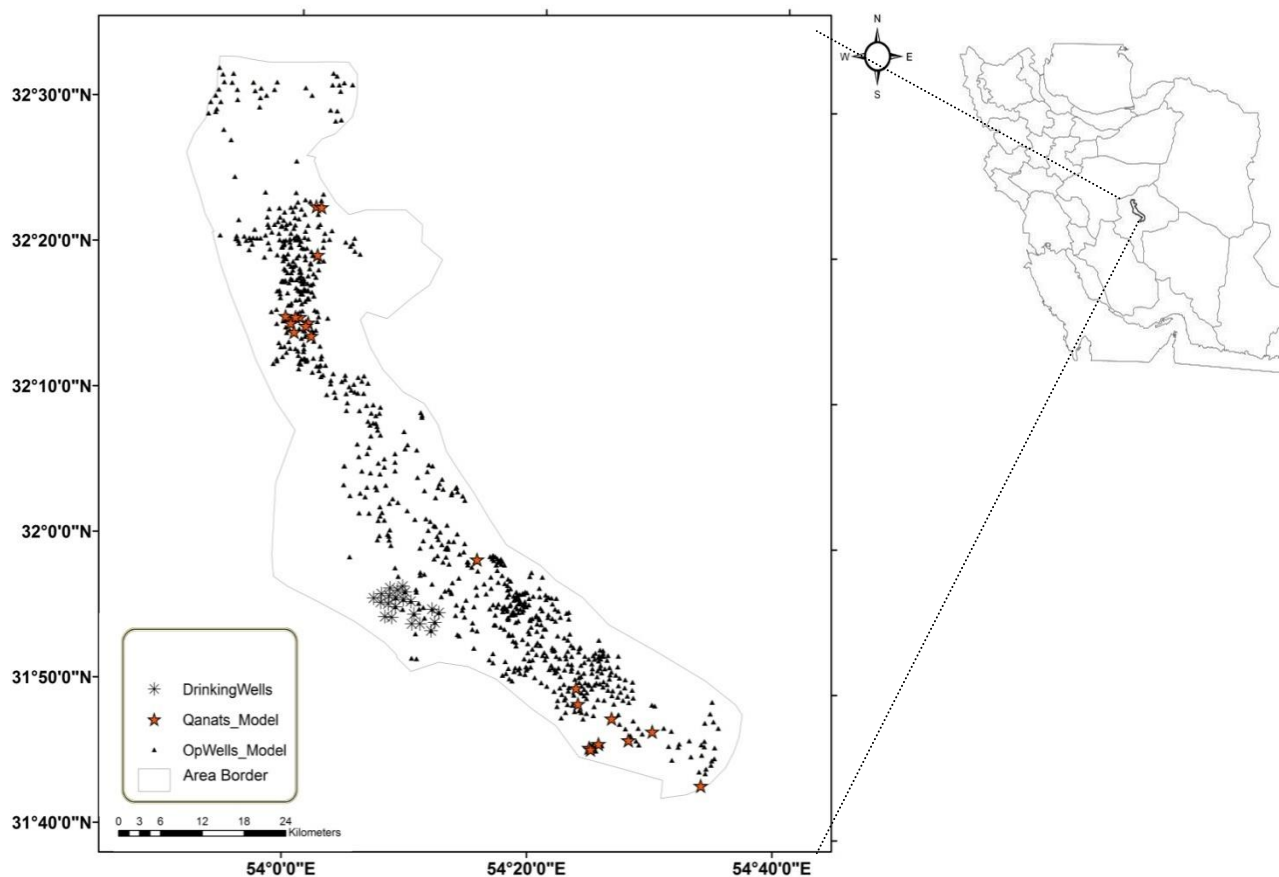 N
W E
S
32°30'0"N
32°20'0"N
32°10'0"N
32°0'0"N
31°50'0"N
31°40'0"N
DrinkingWells
Qanats_Model
OpWells_Model
Area Border
0 3 6 12 18 24
Kilometers
54°0'0"E 54°20'0"E 54°40'0"E